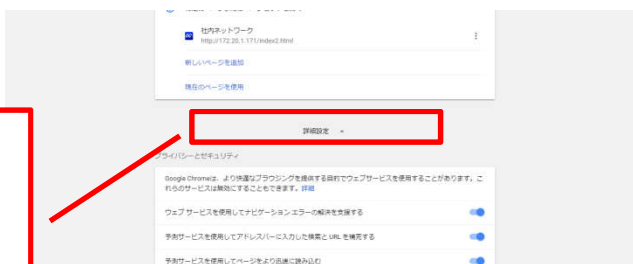 社内ネットワーク
http://172.20.1.171/index2.html
新しいページを追加
現在のページを使用
詳細設定
プライバシーとセキュリティ
Google Chromeは、より快適なブラウジングを提供する目的でウェブサービスを使用することがあります。こ
れらのサービスは無効にすることもできます。詳細
ウェブ サービスを使用してナビゲーション エラーの解決を支援する
予測サービスを使用してアドレスバーに入力した検索と URL を補完する
予測サービスを使用してページをより迅速に読み込む